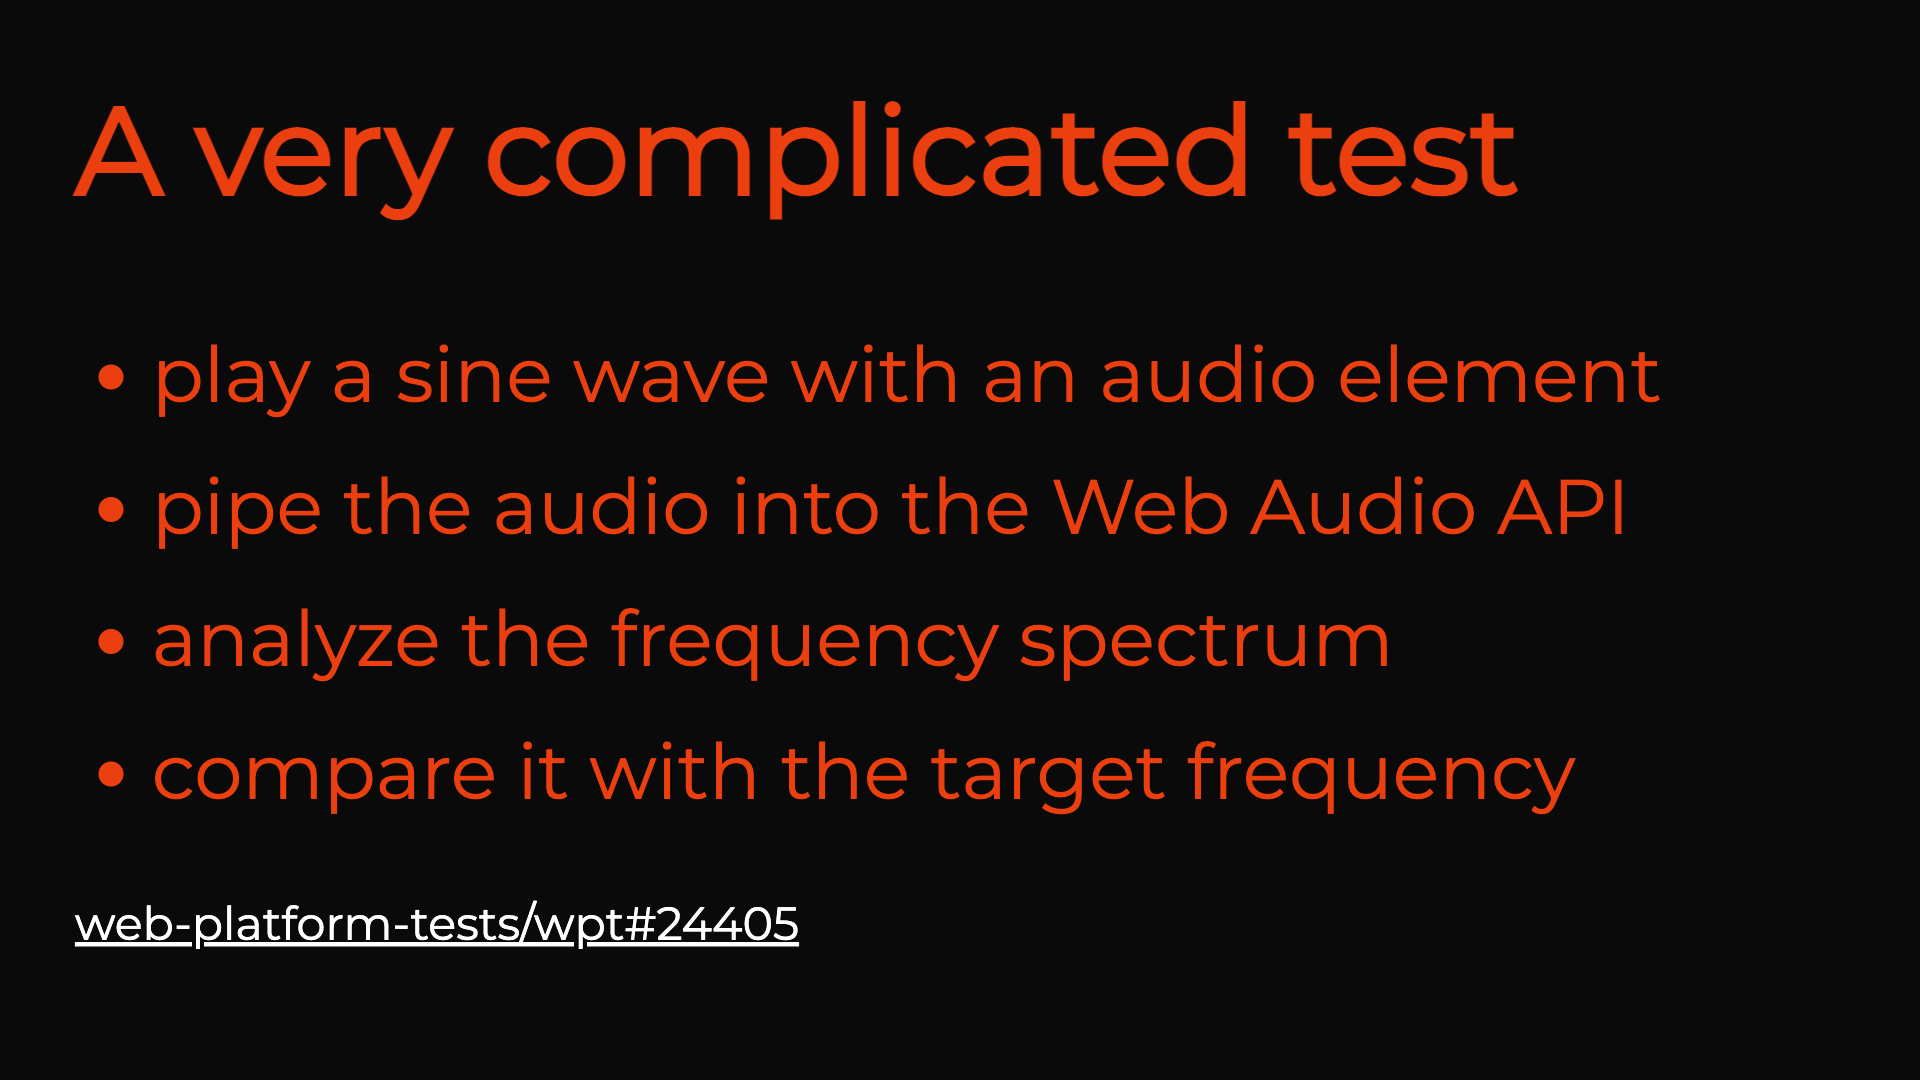 A very complicated test
• play a sine wave with an audio element
• pipe the audio into the Web Audio API
• analyze the frequency spectrum
• compare it with the target frequency
web-platform-tests/wpt#24405